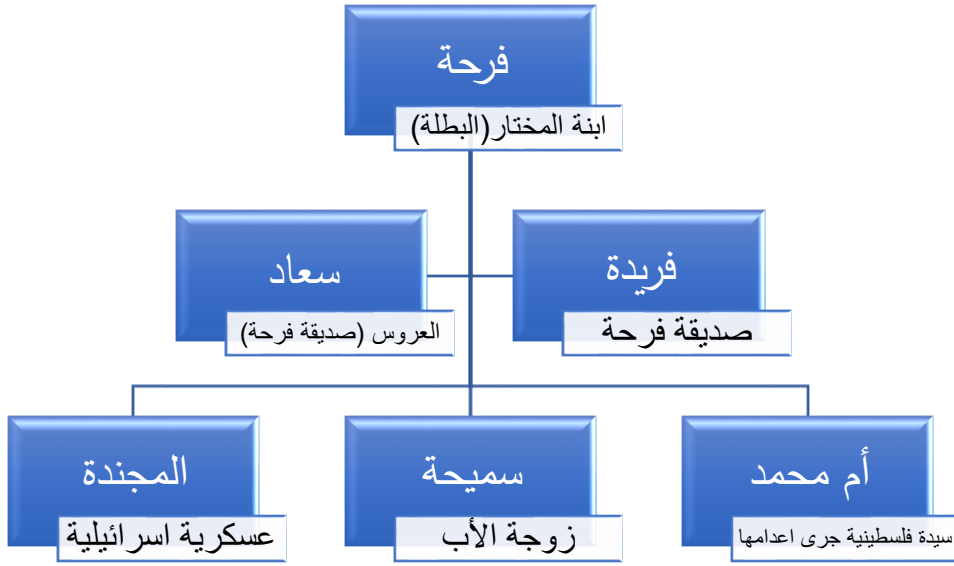 فرحة
ابنة المختار(البطلة)
فريدة
صديقة فرحة
سعاد
العروس (صديقة فرحة)
أم محمد
سيدة فلسطينية جرى اعدامها
سميحة
زوجة الأب
المجندة
عسكرية اسرائيلية